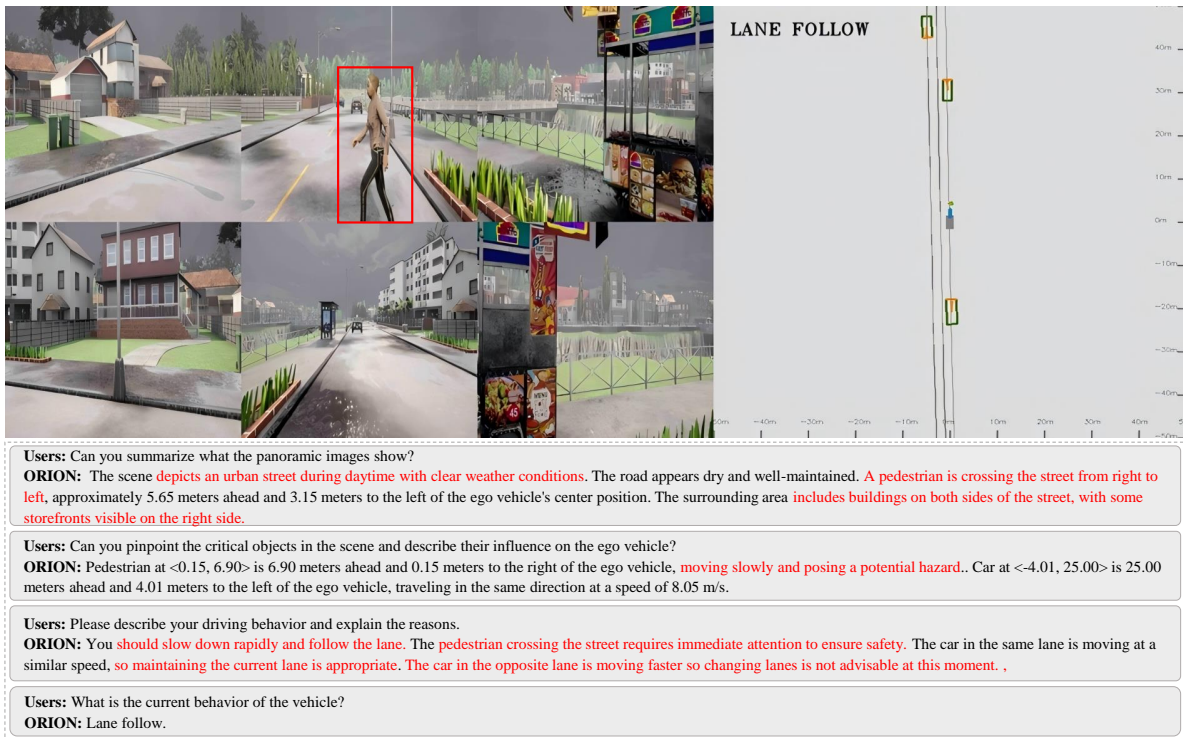 LANE FOLLOW
40m
30m
20m
10m
0m
-10m
-20m
-30m
-40m
-40m
-30m
-20m
-10m
0m
10m
20m
30m
40m
-50m
45
MENU
Users: Can you summarize what the panoramic images show?
ORION: The scene depicts an urban street during daytime with clear weather conditions. The road appears dry and well-maintained. A pedestrian is crossing the street from right to
left, approximately 5.65 meters ahead and 3.15 meters to the left of the ego vehicle's center position. The surrounding area includes buildings on both sides of the street, with some
storefronts visible on the right side.
Users: Can you pinpoint the critical objects in the scene and describe their influence on the ego vehicle?
ORION: Pedestrian at <0.15, 6.90> is 6.90 meters ahead and 0.15 meters to the right of the ego vehicle, moving slowly and posing a potential hazard.. Car at <-4.01, 25.00> is 25.00
meters ahead and 4.01 meters to the left of the ego vehicle, traveling in the same direction at a speed of 8.05 m/s.
Users: Please describe your driving behavior and explain the reasons.
ORION: You should slow down rapidly and follow the lane. The pedestrian crossing the street requires immediate attention to ensure safety. The car in the same lane is moving at a
similar speed, so maintaining the current lane is appropriate. The car in the opposite lane is moving faster so changing lanes is not advisable at this moment. ,
Users: What is the current behavior of the vehicle?
ORION: Lane follow.